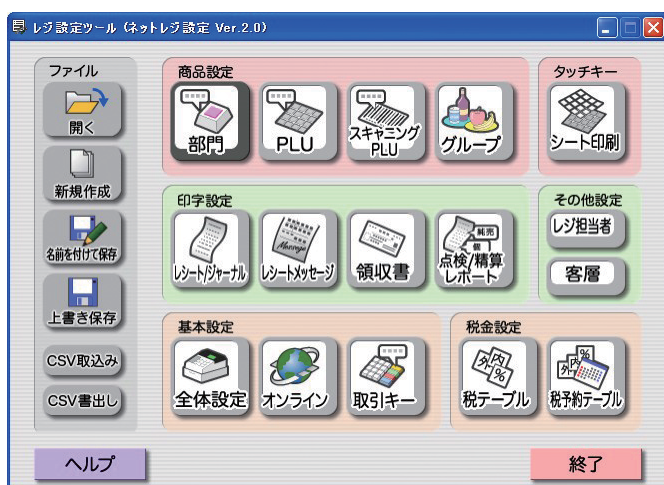 レジ設定ツール (ネットレジ設定 Ver.2.0)
ファイル
開く
新規作成
名前を付けて保存
上書き保存
CSV取込み
CSV書出し
商品設定
部門
PLU
スキャニング
PLU
グループ
タッチキー
シート印刷
印字設定
レシート/ジャーナル
レシートメッセージ
Message
領収書
純売
個
点検/精算
レポート
その他設定
レジ担当者
客層
基本設定
全体設定
オンライン
取引キー
税金設定
外%
内%
税テーブル
外%
内%
税予約テーブル
ヘルプ
終了